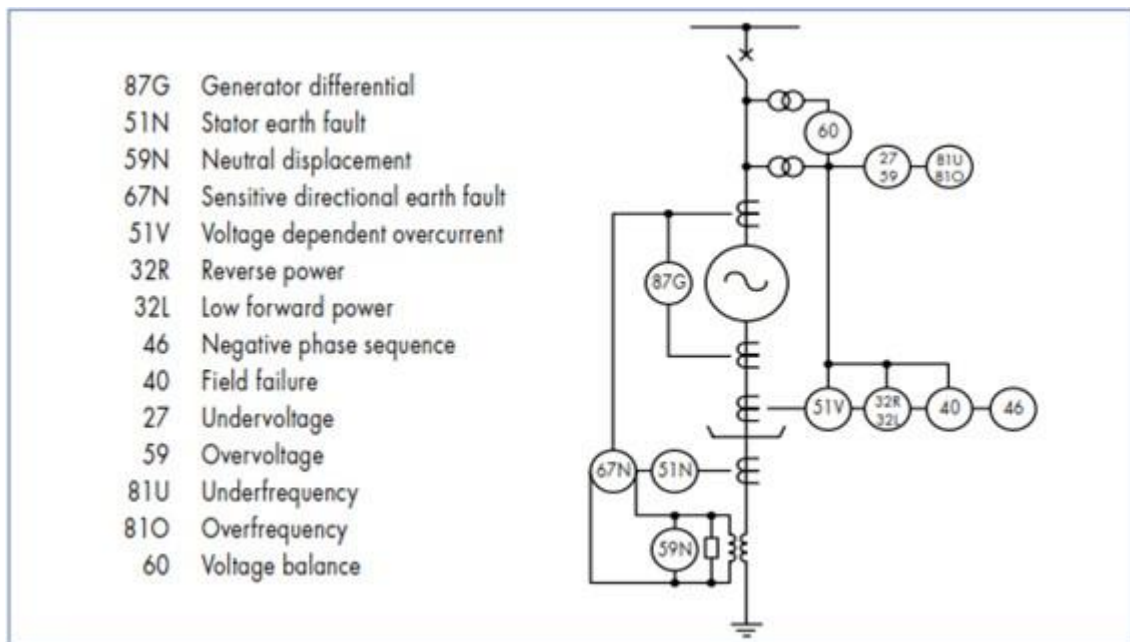 87G Generator differential
51N Stator earth fault
59N Neutral displacement
67N Sensitive directional earth fault
51V Voltage dependent overcurrent
32R Reverse power
32L Low forward power
46 Negative phase sequence
40 Field failure
27 Undervoltage
59 Overvoltage
81U Underfrequency
81O Overfrequency
60 Voltage balance
60
27
59
81U
81O
87G
51V
32R
32L
40
46
67N
51N
59N